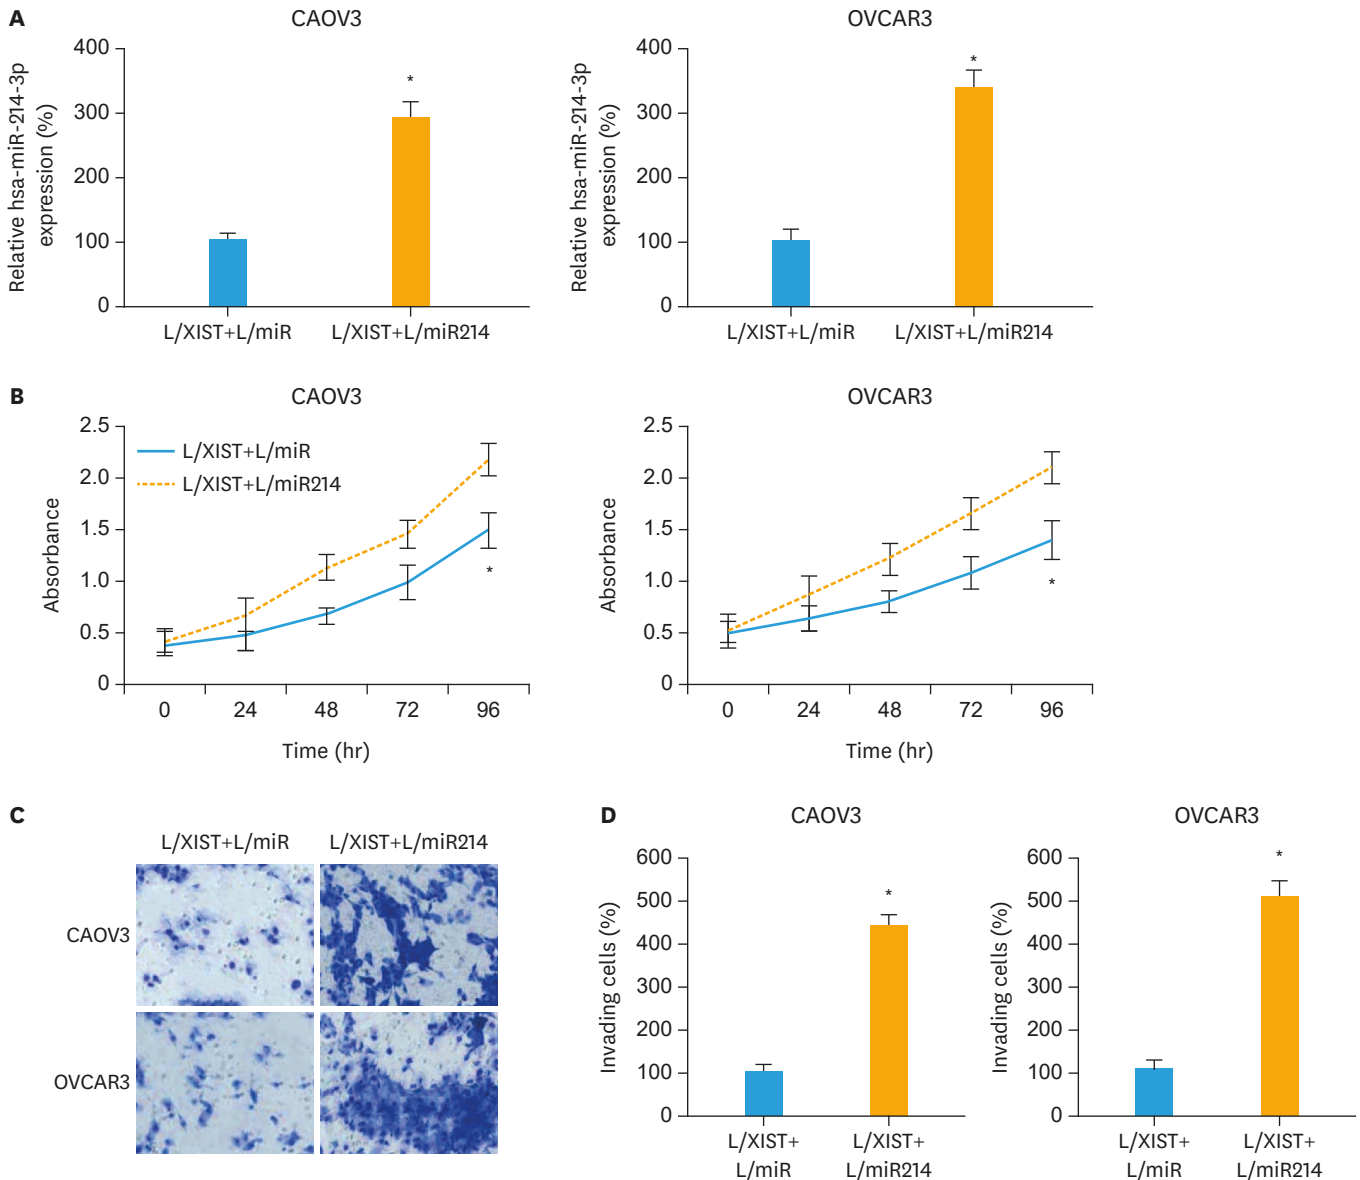 A
CAOV3
OVCAR3
Relative hsa-miR-214-3p
expression (%)
400
300
200
100
0
*
L/XIST+L/miR
L/XIST+L/miR214
Relative hsa-miR-214-3p
expression (%)
400
300
200
100
0
*
L/XIST+L/miR
L/XIST+L/miR214
B
CAOV3
OVCAR3
Absorbance
2.5
2.0
1.5
1.0
0.5
0
L/XIST+L/miR
L/XIST+L/miR214
*
0 24 48 72 96
Time (hr)
Absorbance
2.5
2.0
1.5
1.0
0.5
0
*
0 24 48 72 96
Time (hr)
C
L/XIST+L/miR
L/XIST+L/miR214
CAOV3
OVCAR3
D
CAOV3
OVCAR3
Invading cells (%)
600
500
400
300
200
100
0
*
L/XIST+
L/miR
L/XIST+
L/miR214
Invading cells (%)
600
500
400
300
200
100
0
*
L/XIST+
L/miR
L/XIST+
L/miR214